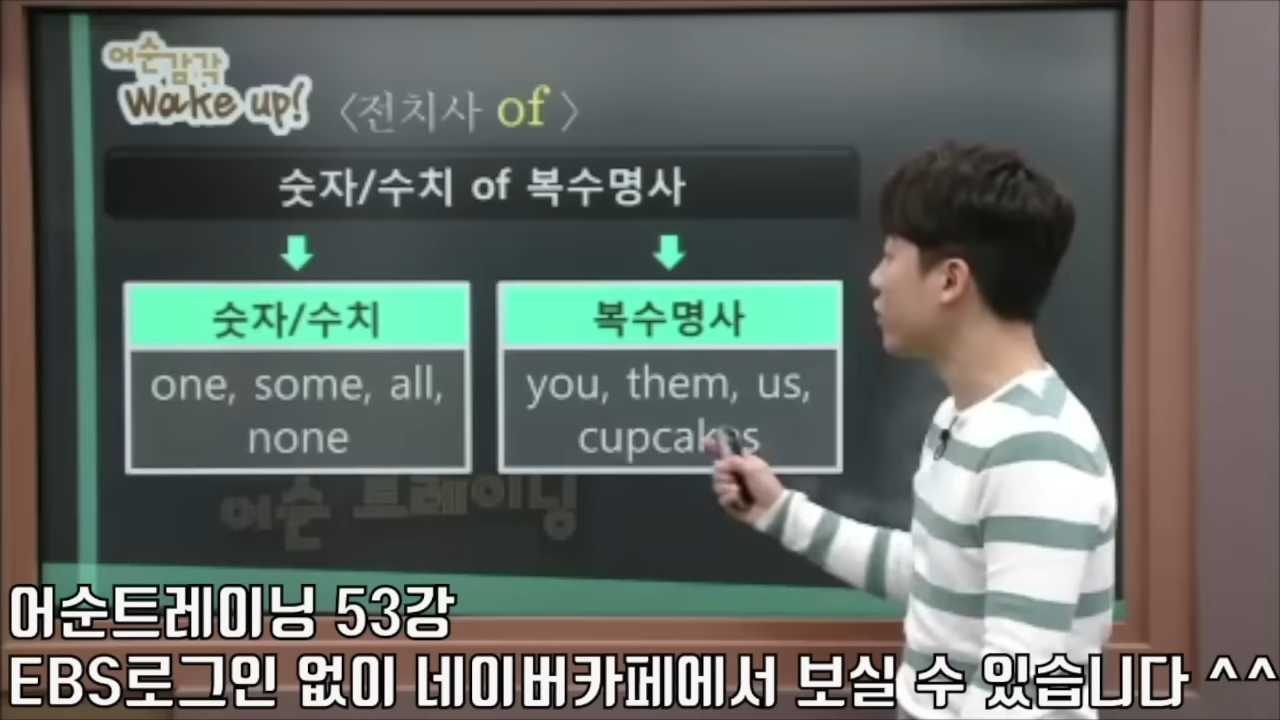 어순감각
Wake up!
<전치사 of>
숫자/수치 of 복수명사
숫자/수치
one, some, all,
none
복수명사
you, them, us,
cupcakes
어순 트레이닝
어순트레이닝 53강
EBS로그인 없이 네이버카페에서 보실 수 있습니다 ^^